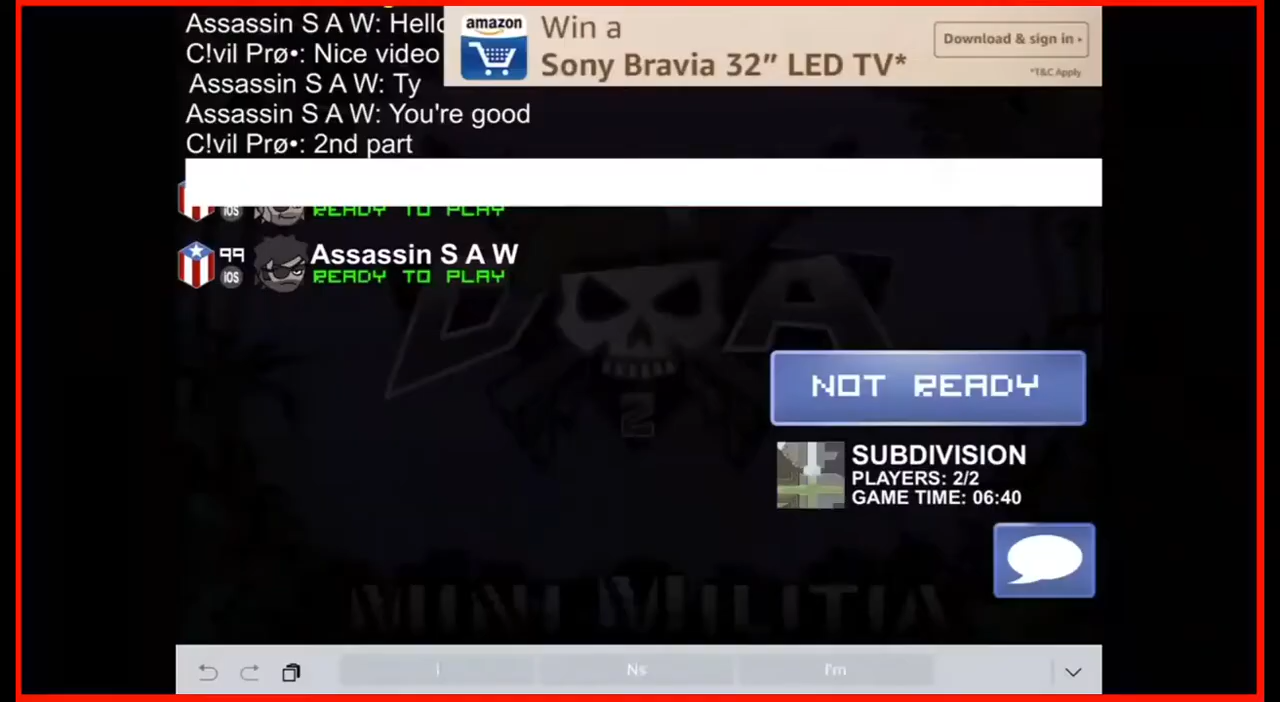 Assassin S A W: Hello
C!vil Prø•: Nice video
Assassin S A W: Ty
Assassin S A W: You're good
C!vil Prø•: 2nd part
amazon
Win a
Sony Bravia 32” LED TV*
Download & sign in ›
*T&C Apply
iOS
READY TO PLAY
99
iOS
Assassin S A W
READY TO PLAY
D A
2
MINI MILITIA
NOT READY
SUBDIVISION
PLAYERS: 2/2
GAME TIME: 06:40
i
Ns
I'm